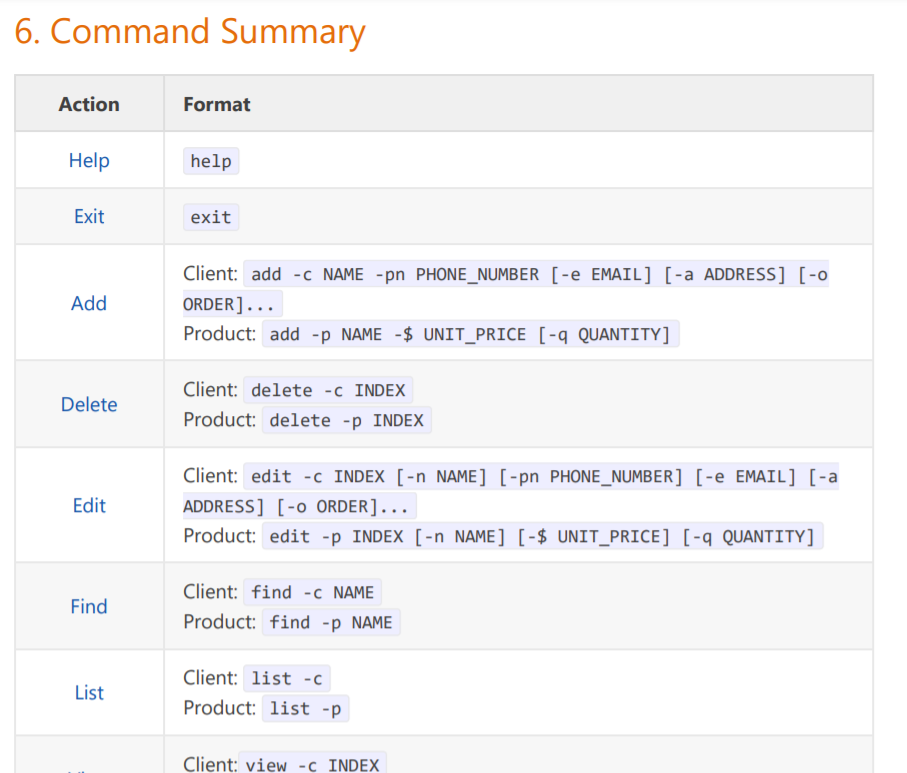 6. Command Summary
Action Format
Help help
Exit exit
Client: add -c NAME -pn PHONE_NUMBER [-e EMAIL] [-a ADDRESS] [-o
ORDER]...
Add
Product: add -p NAME -$ UNIT_PRICE [-q QUANTITY]
Client: delete -c INDEX
Delete
Product: delete -p INDEX
Client: edit -c INDEX [-n NAME] [-pn PHONE_NUMBER] [-e EMAIL] [-a
Edit
ADDRESS] [-o ORDER]...
Product: edit -p INDEX [-n NAME] [-$ UNIT_PRICE] [-q QUANTITY]
Client: find -c NAME
Find
Product: find -p NAME
Client: list -c
List
Product: list -p
Client: view -c INDEX